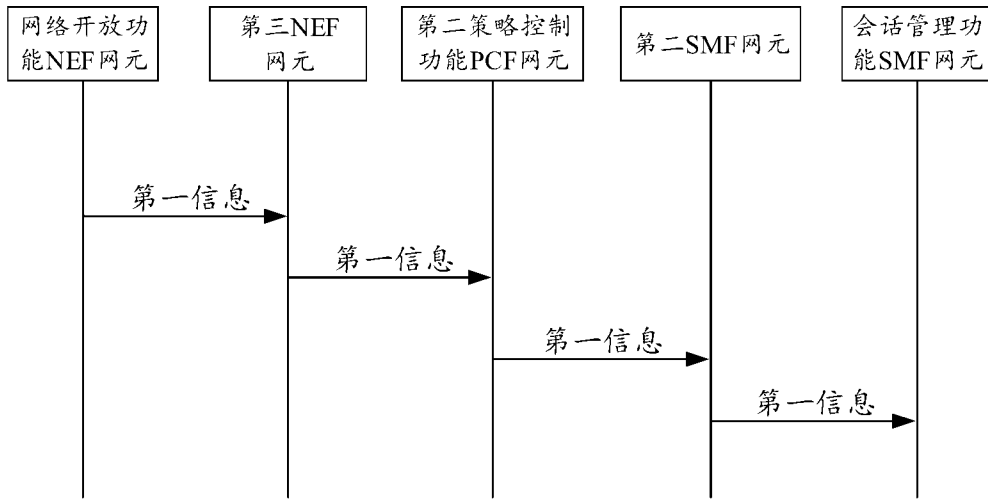 网络开放功
能NEF网元
第三NEF
网元
第二策略控制
功能PCF网元
第二SMF网元
会话管理功
能SMF网元
第一信息
第一信息
第一信息
第一信息